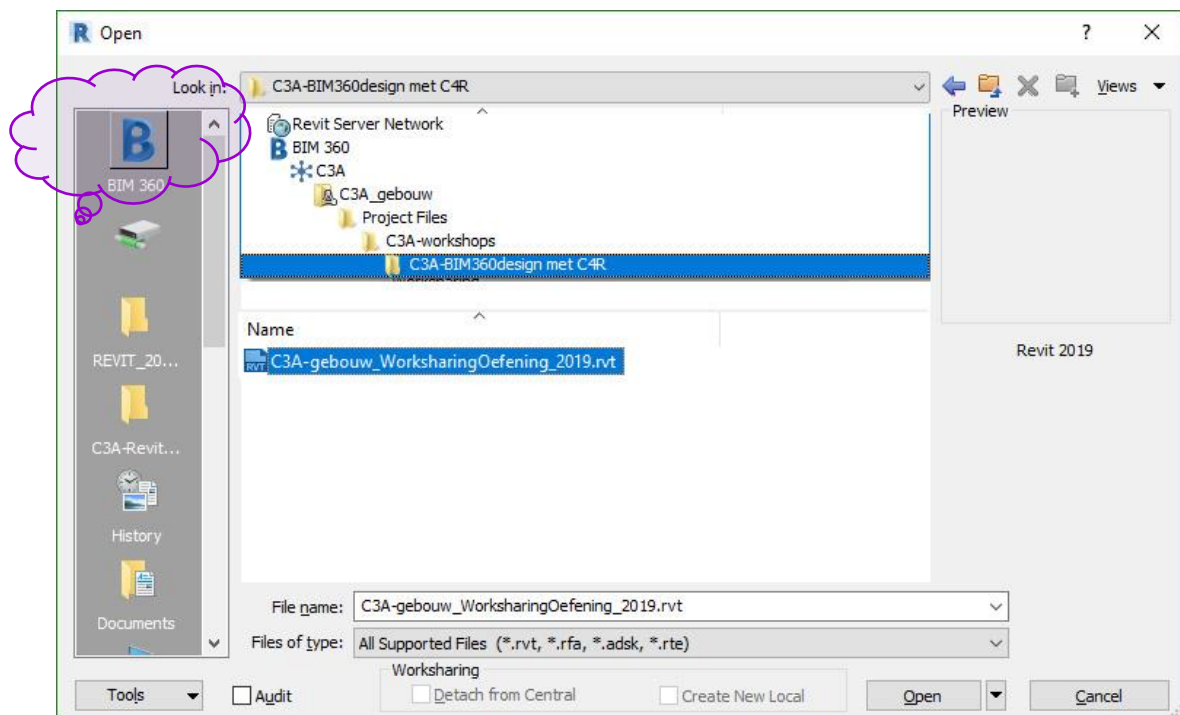 Open
?
Look in:
C3A-BIM360design met C4R
Views
BIM 360
REVIT_20...
C3A-Revit...
History
Documents
Revit Server Network
BIM 360
C3A
C3A_gebouw
Project Files
C3A-workshops
C3A-BIM360design met C4R
Name
RVT C3A-gebouw_WorksharingOefening_2019.rvt
Preview
Revit 2019
File name: C3A-gebouw_WorksharingOefening_2019.rvt
Files of type: All Supported Files (*.rvt, *.rfa, *.adsk, *.rte)
Worksharing
Tools
Audit
Detach from Central
Create New Local
Open
Cancel